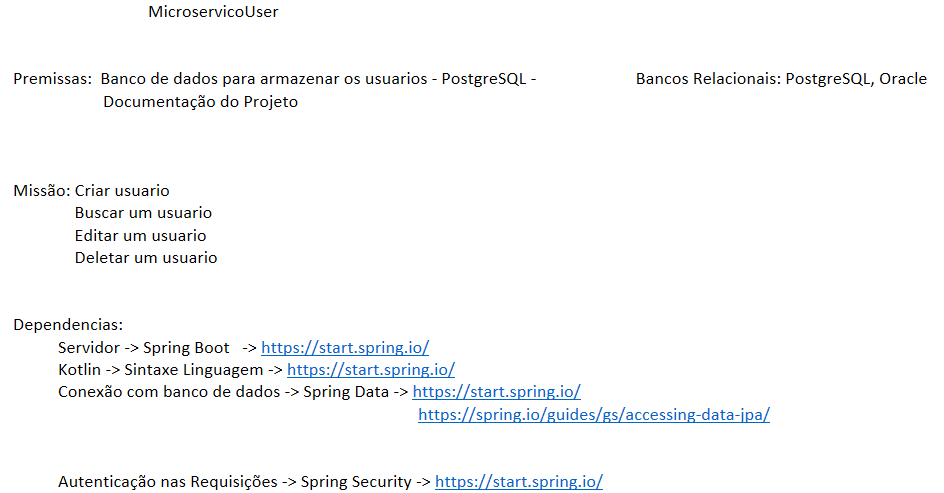 MicroservicoUser
Premissas: Banco de dados para armazenar os usuarios - PostgreSQL - Bancos Relacionais: PostgreSQL, Oracle
Documentação do Projeto
Missão: Criar usuario
Buscar um usuario
Editar um usuario
Deletar um usuario
Dependencias:
Servidor -> Spring Boot -> https://start.spring.io/
Kotlin -> Sintaxe Linguagem -> https://start.spring.io/
Conexão com banco de dados -> Spring Data -> https://start.spring.io/
https://spring.io/guides/gs/accessing-data-jpa/
Autenticação nas Requisições -> Spring Security -> https://start.spring.io/